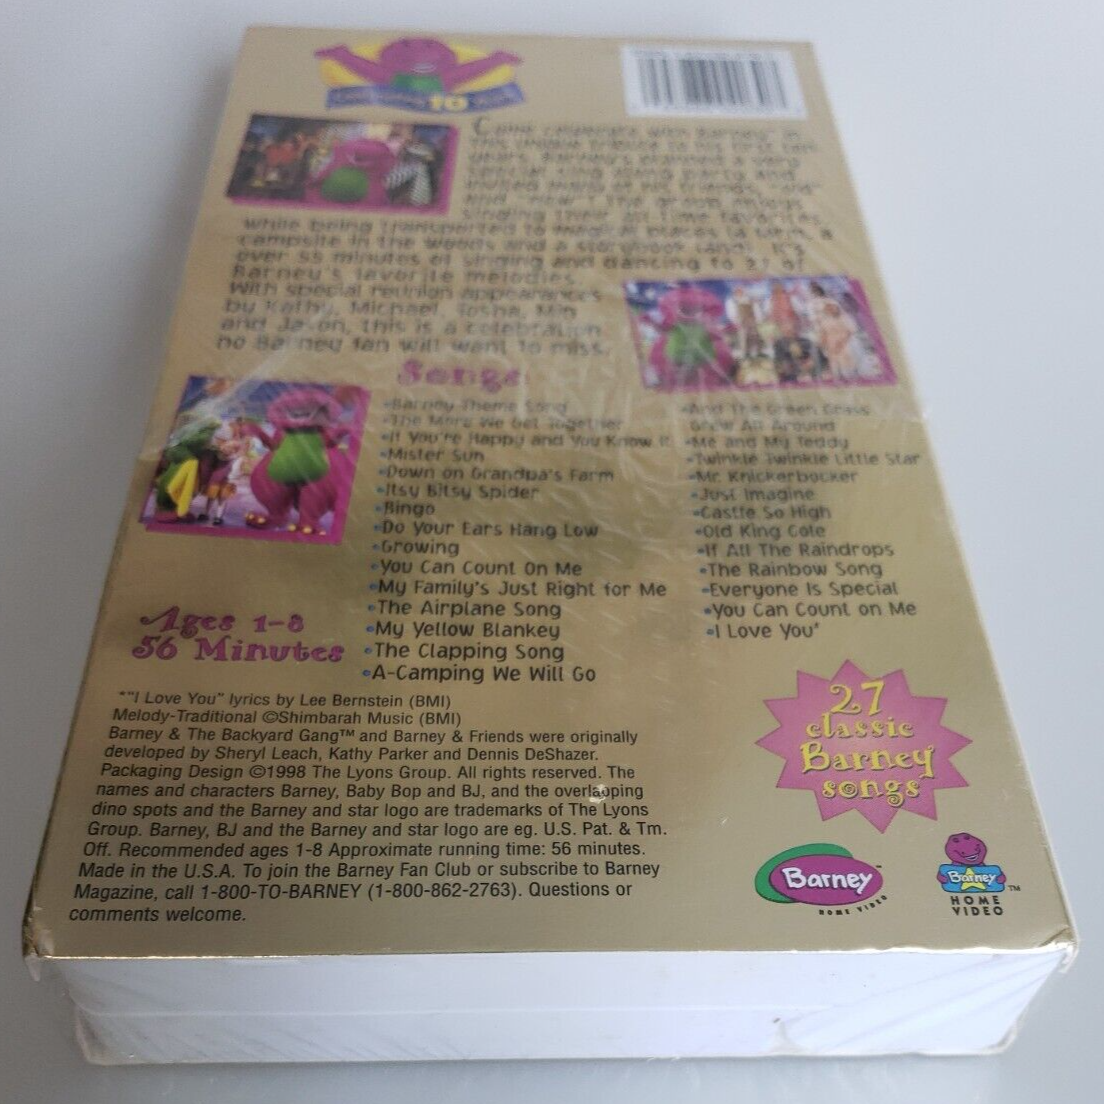 10
Come celebrate with Barney™ in
this unique tribute to his first ten
years. Barney's planned a very
special sing along party and
invited many of his friends, "old"
and "new"! The group enjoys
singing their all-time favorites
while being transported to magical places a
campsite in the woods and a storybook land! It's
over 55 minutes of singing and dancing to 27 of
Barney's favorite melodies.
With special reunion appearances
by Kathy, Michael, Tosha, Min
and Jason, this is a celebration
no Barney fan will want to miss.
Songs
•Barney Theme Song
•The More We Get Together
•If You're Happy and You Know It
•Mister Sun
•Down on Grandpa's Farm
•Itsy Bitsy Spider
•Bingo
•Do Your Ears Hang Low
•Growing
•You Can Count On Me
•My Family's Just Right for Me
•The Airplane Song
•My Yellow Blankey
•The Clapping Song
•A-Camping We Will Go
•And The Green Grass
Grew All Around
•Me and My Teddy
•Twinkle Twinkle Little Star
•Mr. Knickerbocker
•Just Imagine
•Castle So High
•Old King Cole
•If All The Raindrops
•The Rainbow Song
•Everyone Is Special
•You Can Count on Me
•I Love You*
Ages 1-8
56 Minutes
*"I Love You" lyrics by Lee Bernstein (BMI)
Melody-Traditional ©Shimbarah Music (BMI)
Barney & The Backyard Gang™ and Barney & Friends were originally
developed by Sheryl Leach, Kathy Parker and Dennis DeShazer.
Packaging Design ©1998 The Lyons Group. All rights reserved. The
names and characters Barney, Baby Bop and BJ, and the overlapping
dino spots and the Barney and star logo are trademarks of The Lyons
Group. Barney, BJ and the Barney and star logo are eg. U.S. Pat. & Tm.
Off. Recommended ages 1-8 Approximate running time: 56 minutes.
Made in the U.S.A. To join the Barney Fan Club or subscribe to Barney
Magazine, call 1-800-TO-BARNEY (1-800-862-2763). Questions or
comments welcome.
27
classic
Barney
songs
Barney™
HOME VIDEO
Barney
HOME
VIDEO™